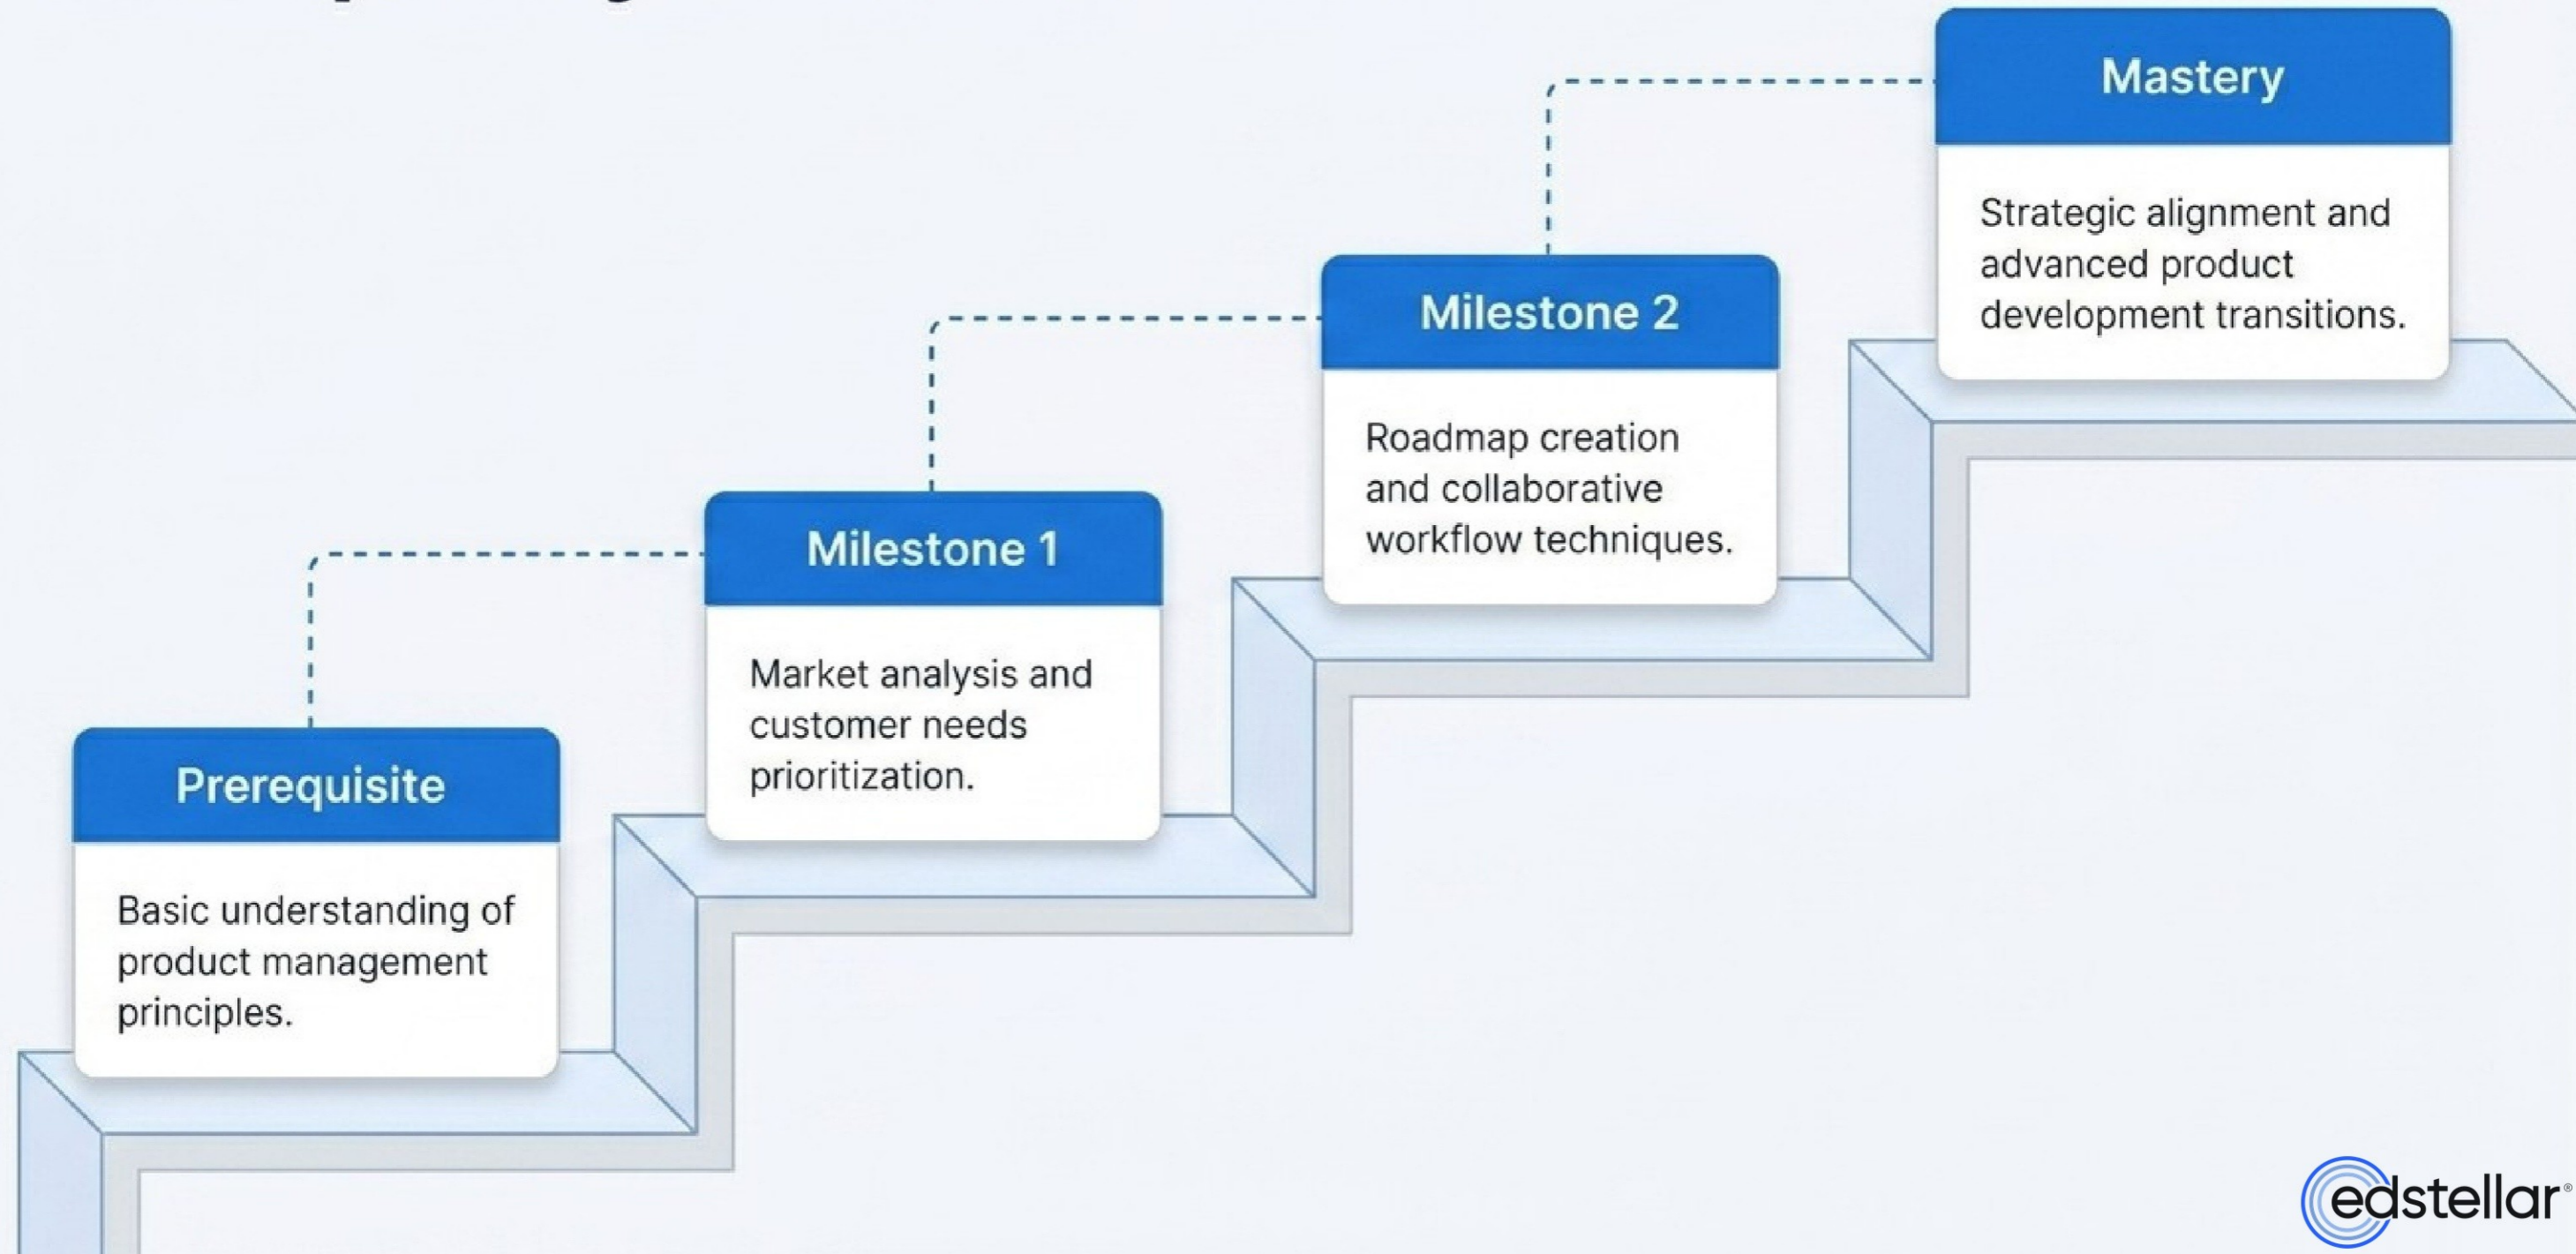 Prerequisite
Basic understanding of
product management
principles.
Milestone 1
Market analysis and
customer needs
prioritization.
Milestone 2
Roadmap creation
and collaborative
workflow techniques.
Mastery
Strategic alignment and
advanced product
development transitions.
edstellar®